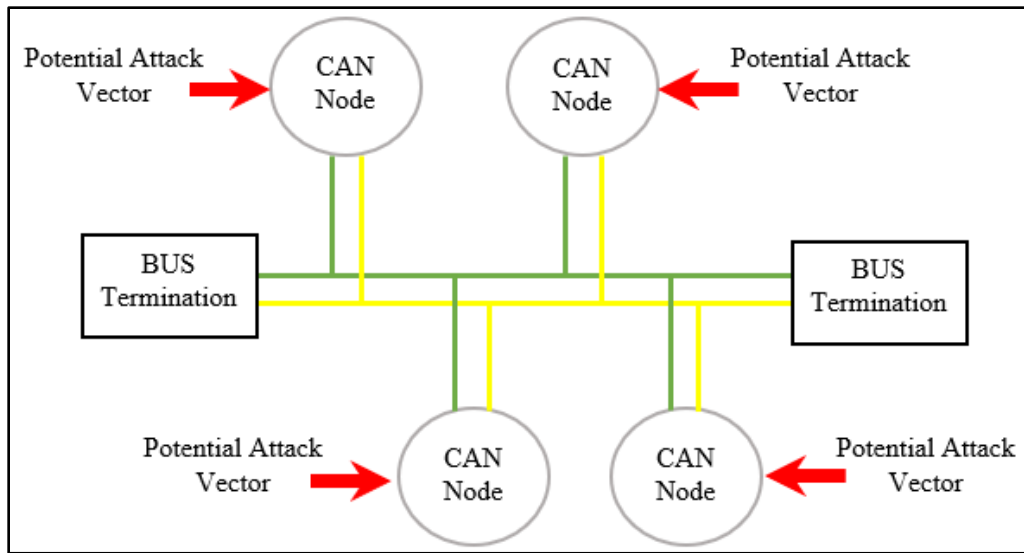 Potential Attack
Vector
CAN
Node
CAN
Node
Potential Attack
Vector
BUS
Termination
BUS
Termination
Potential Attack
Vector
CAN
Node
CAN
Node
Potential Attack
Vector